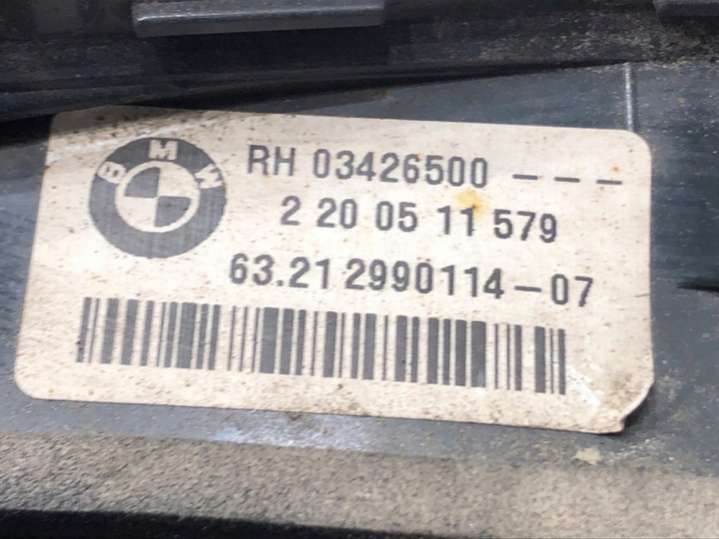 BMW
RH 03426500 - - -
2 20 05 11 579
63.21 2990114-07